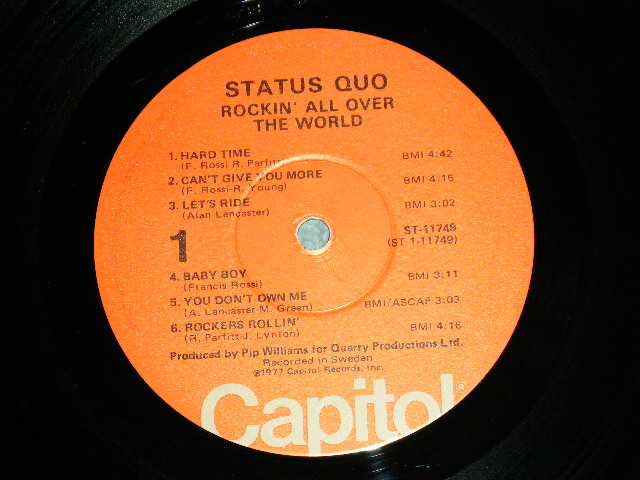 STATUS QUO
ROCKIN' ALL OVER
THE WORLD
1. HARD TIME BMI 4:42
(F. Rossi-R. Parfitt)
2. CAN'T GIVE YOU MORE BMI 4:15
(F. Rossi-R. Young)
3. LET'S RIDE BMI 3:02
(Alan Lancaster)
1
ST-11749
(ST 1-11749)
4. BABY BOY BMI 3:11
(Francis Rossi)
5. YOU DON'T OWN ME BMI/ASCAP 3:03
(A. Lancaster-M. Green)
6. ROCKERS ROLLIN' BMI 4:16
(R. Parfitt-J. Lynton)
Produced by Pip Williams for Quarry Productions Ltd.
Recorded in Sweden
℗1977 Capitol Records, Inc.
Capitol®